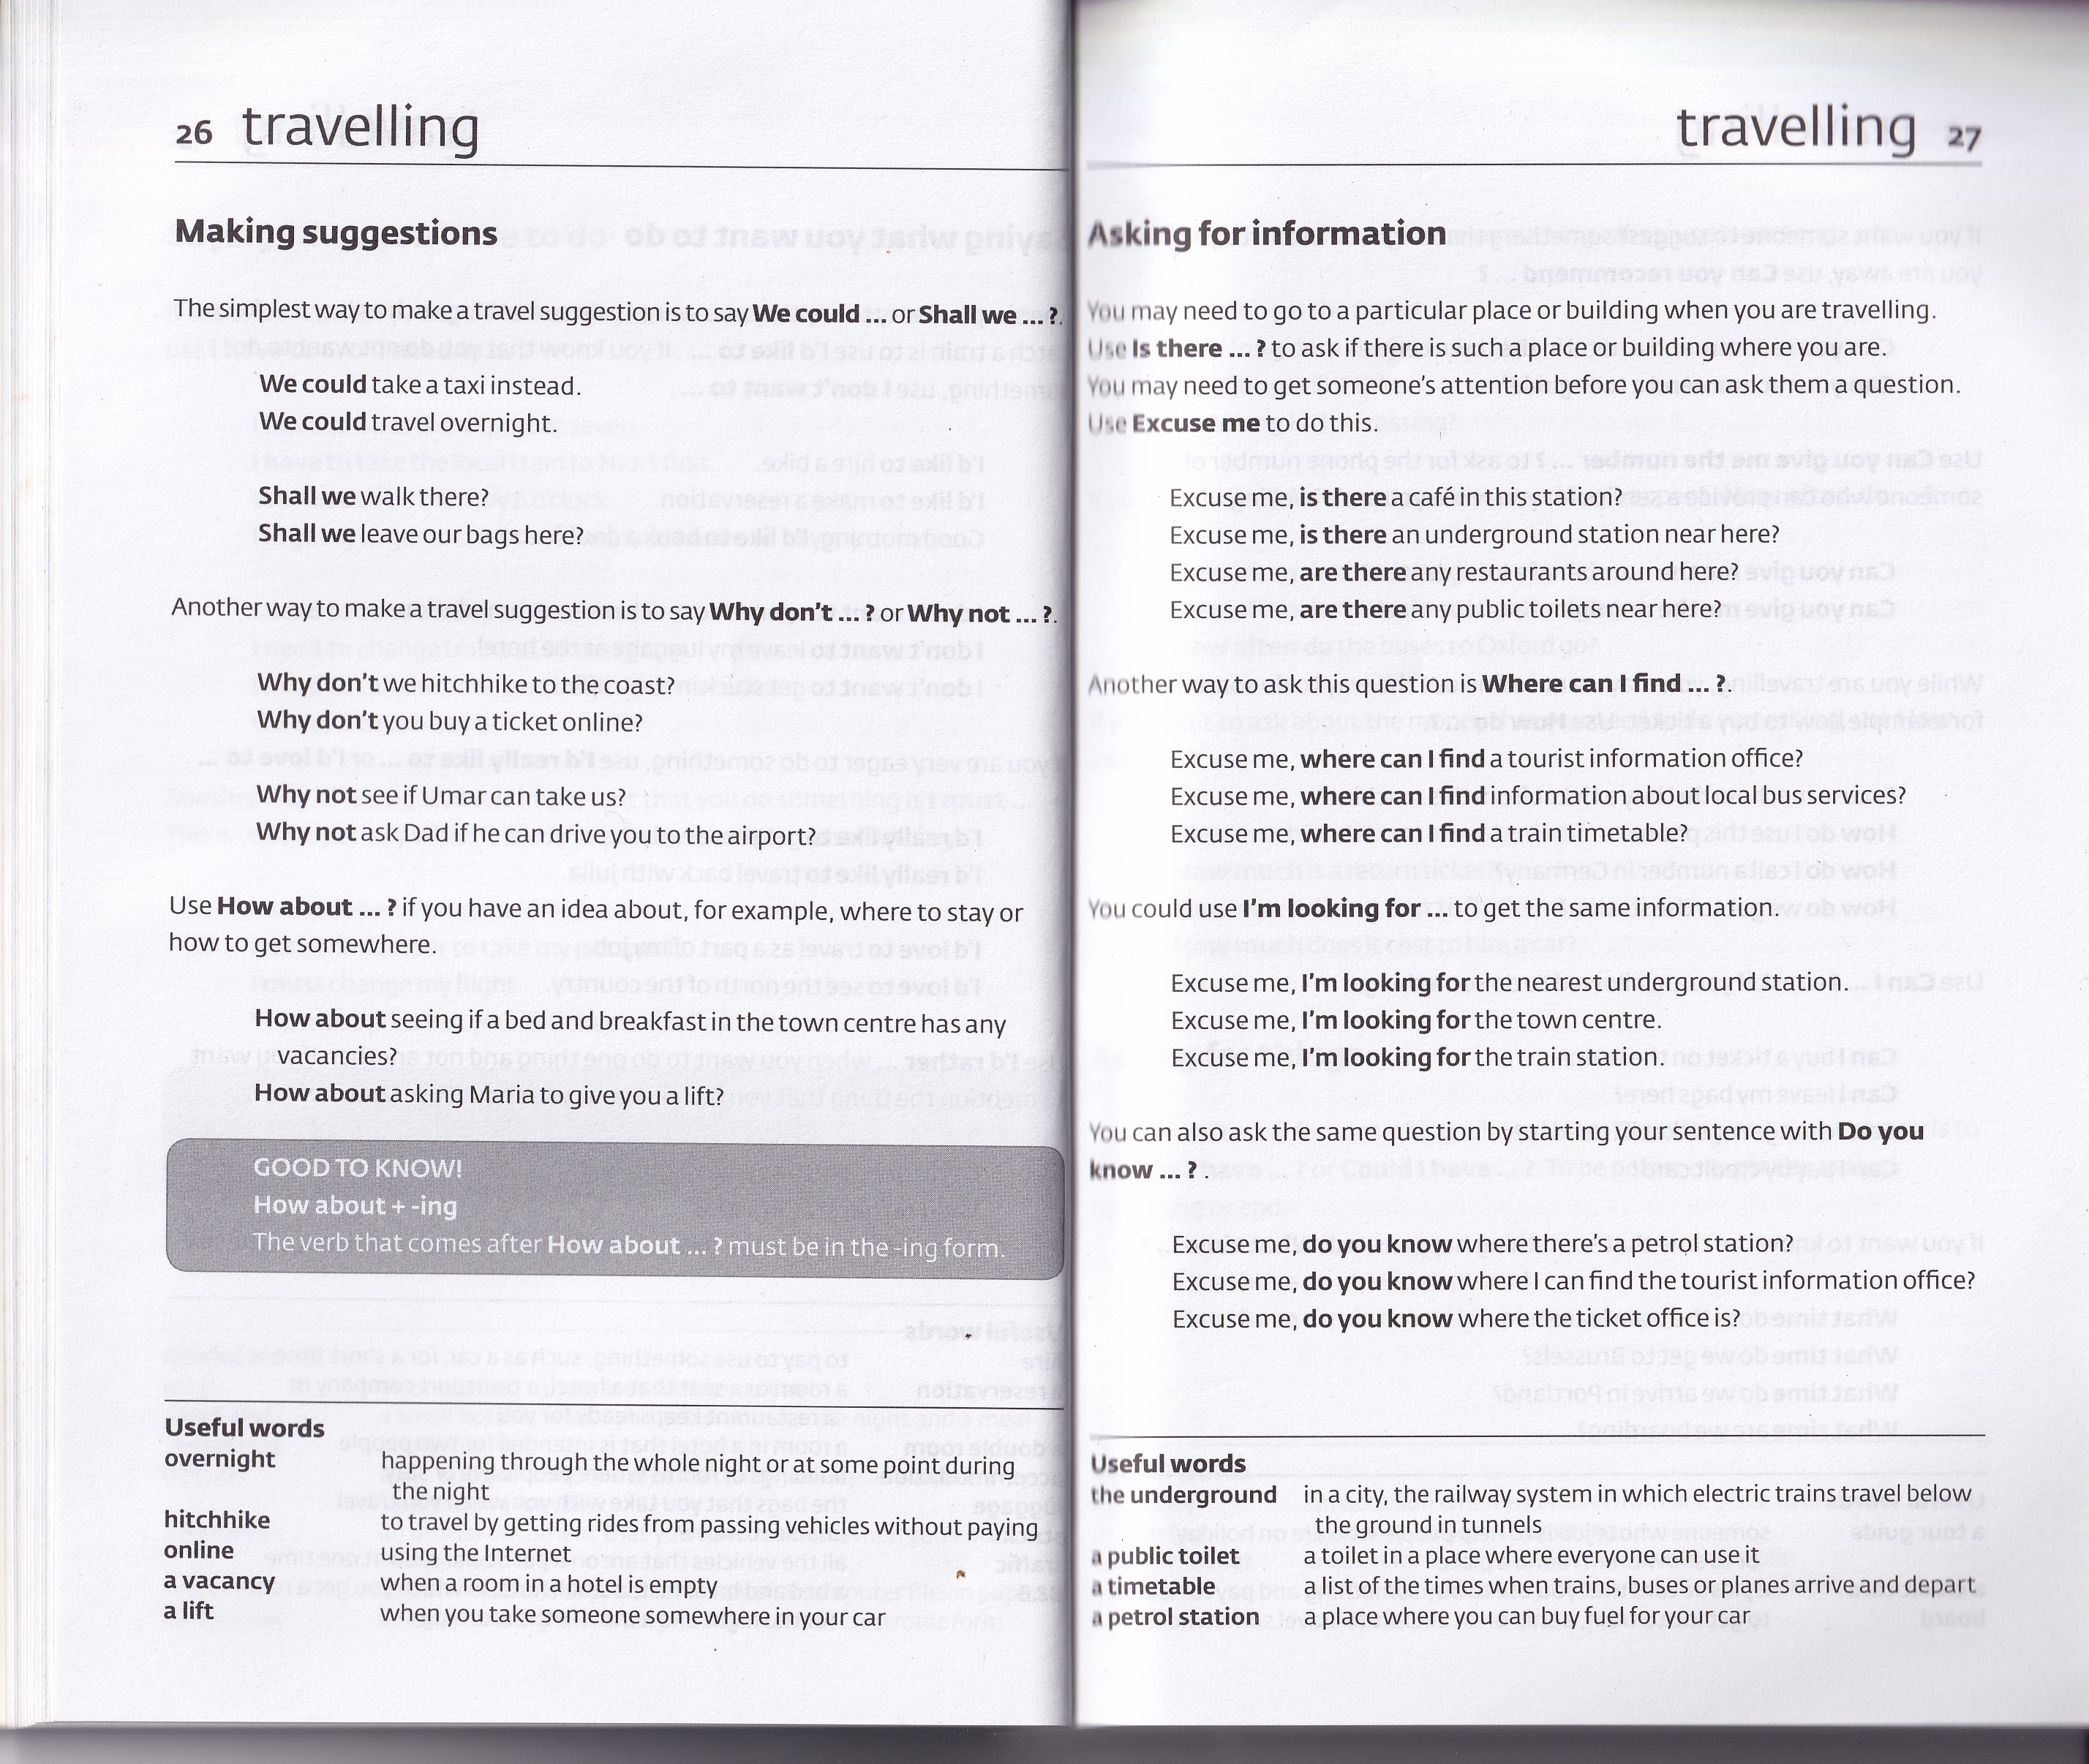 26 travelling
Making suggestions
The simplest way to make a travel suggestion is to say We could ... or Shall we ... ?.
We could take a taxi instead.
We could travel overnight.
Shall we walk there?
Shall we leave our bags here?
Another way to make a travel suggestion is to say Why don't ... ? or Why not ... ?.
Why don't we hitchhike to the coast?
Why don't you buy a ticket online?
Why not see if Umar can take us?
Why not ask Dad if he can drive you to the airport?
Use How about ... ? if you have an idea about, for example, where to stay or
how to get somewhere.
How about seeing if a bed and breakfast in the town centre has any
vacancies?
How about asking Maria to give you a lift?
GOOD TO KNOW!
How about + -ing
The verb that comes after How about ... ? must be in the -ing form.
Useful words
overnight happening through the whole night or at some point during
the night
hitchhike to travel by getting rides from passing vehicles without paying
online using the Internet
a vacancy when a room in a hotel is empty
a lift when you take someone somewhere in your car
travelling 27
Asking for information
You may need to go to a particular place or building when you are travelling.
Use Is there ... ? to ask if there is such a place or building where you are.
You may need to get someone's attention before you can ask them a question.
Use Excuse me to do this.
Excuse me, is there a café in this station?
Excuse me, is there an underground station near here?
Excuse me, are there any restaurants around here?
Excuse me, are there any public toilets near here?
Another way to ask this question is Where can I find ... ?.
Excuse me, where can I find a tourist information office?
Excuse me, where can I find information about local bus services?
Excuse me, where can I find a train timetable?
You could use I'm looking for ... to get the same information.
Excuse me, I'm looking for the nearest underground station.
Excuse me, I'm looking for the town centre.
Excuse me, I'm looking for the train station.
You can also ask the same question by starting your sentence with Do you
know ... ? .
Excuse me, do you know where there's a petrol station?
Excuse me, do you know where I can find the tourist information office?
Excuse me, do you know where the ticket office is?
Useful words
the underground in a city, the railway system in which electric trains travel below
the ground in tunnels
a public toilet a toilet in a place where everyone can use it
a timetable a list of the times when trains, buses or planes arrive and depart
a petrol station a place where you can buy fuel for your car